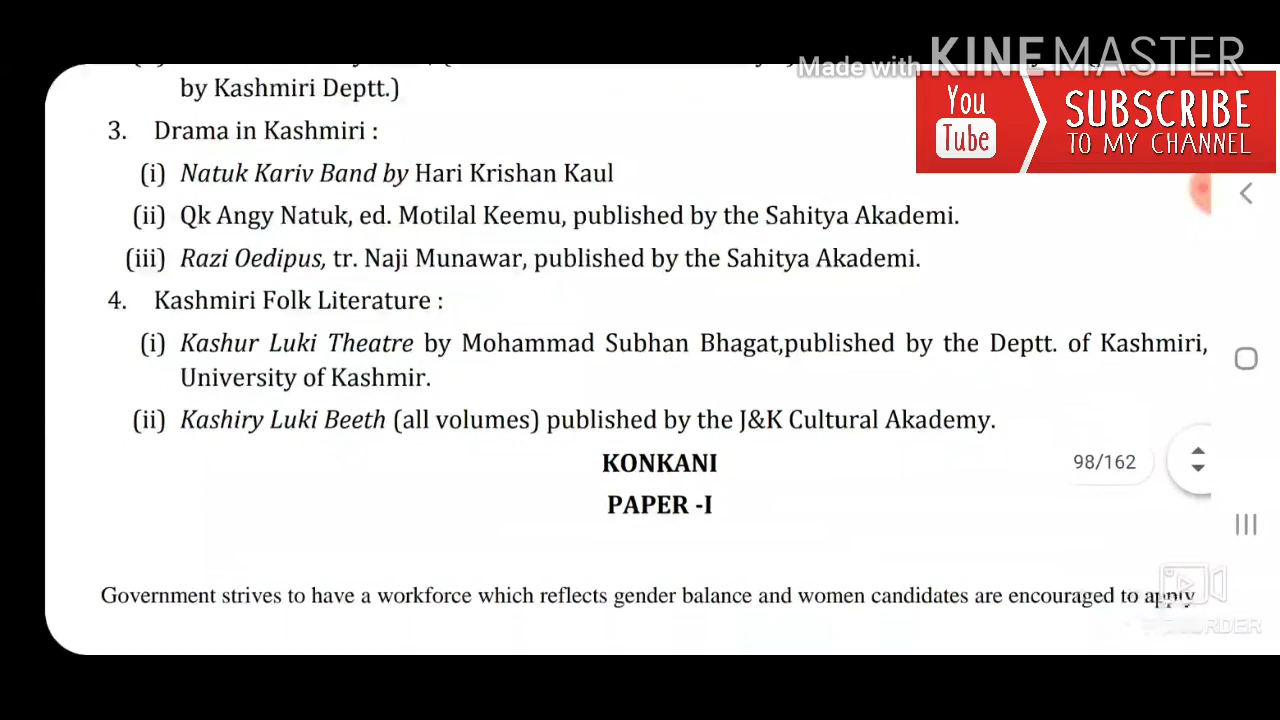 Made with KINEMASTER
by Kashmiri Deptt.)
You
Tube
SUBSCRIBE
TO MY CHANNEL
3. Drama in Kashmiri :
(i) Natuk Kariv Band by Hari Krishan Kaul
(ii) Qk Angy Natuk, ed. Motilal Keemu, published by the Sahitya Akademi.
(iii) Razi Oedipus, tr. Naji Munawar, published by the Sahitya Akademi.
4. Kashmiri Folk Literature :
(i) Kashur Luki Theatre by Mohammad Subhan Bhagat,published by the Deptt. of Kashmiri,
University of Kashmir.
(ii) Kashiry Luki Beeth (all volumes) published by the J&K Cultural Akademy.
KONKANI
98/162
PAPER -I
Government strives to have a workforce which reflects gender balance and women candidates are encouraged to apply